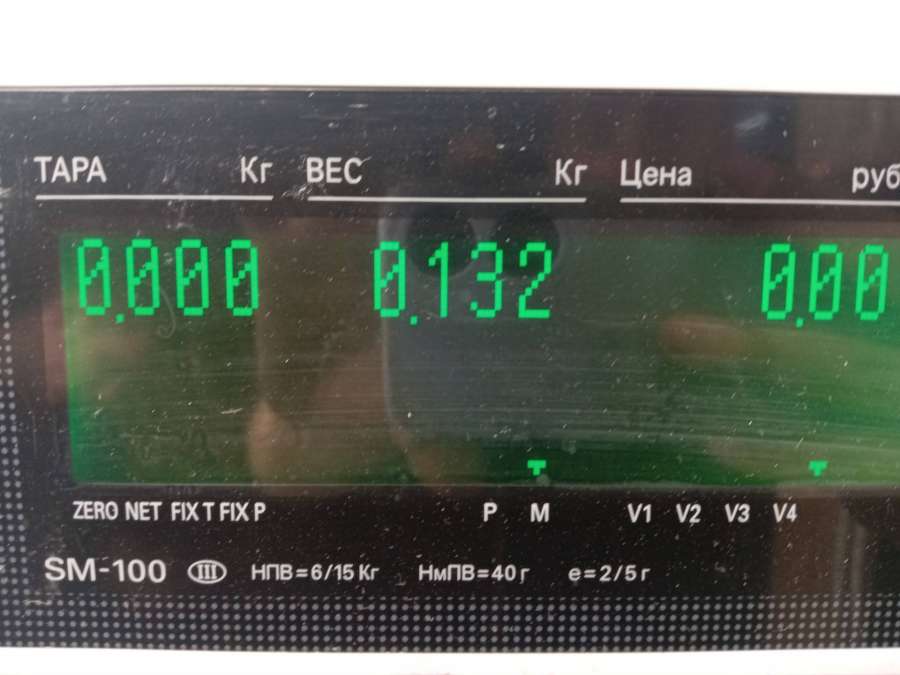 ТАРА Кг ВЕС Кг Цена руб
0.000 0.132 0.00
ZERO NET FIX T FIX P P M V1 V2 V3 V4
SM-100 III НПВ=6/15 Кг НмПВ=40 г e=2/5 г